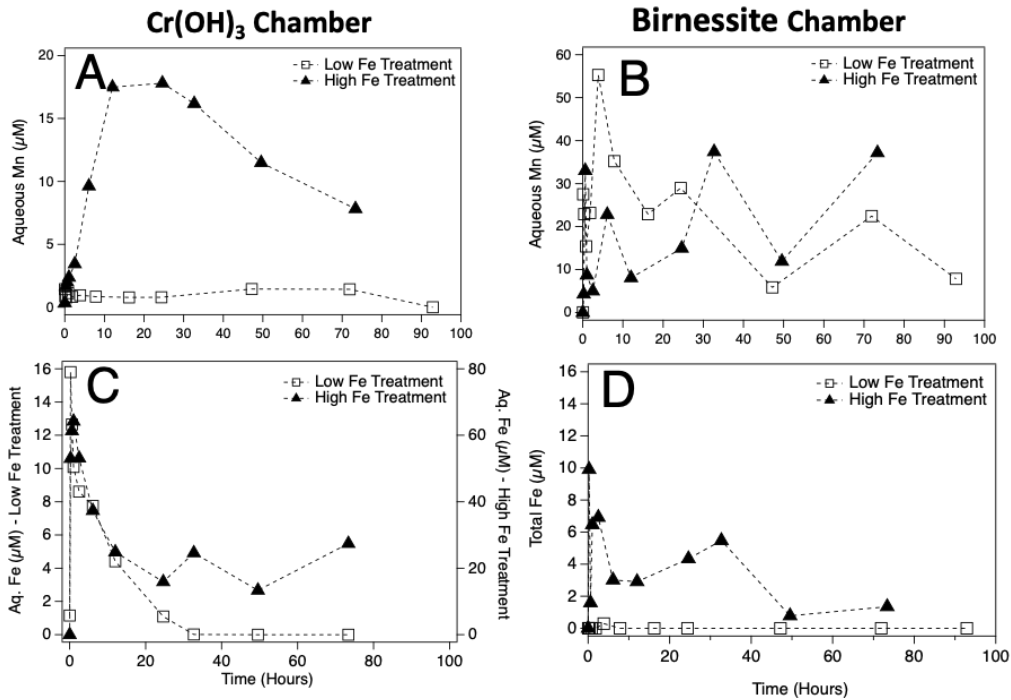 Cr(OH)₃ Chamber
Birnessite Chamber
A
Low Fe Treatment
High Fe Treatment
Aqueous Mn (µM)
20
15
10
5
0
0 10 20 30 40 50 60 70 80 90 100
B
Low Fe Treatment
High Fe Treatment
Aqueous Mn (µM)
60
50
40
30
20
10
0
0 10 20 30 40 50 60 70 80 90 100
C
Low Fe Treatment
High Fe Treatment
Aq. Fe (µM) - Low Fe Treatment
16
14
12
10
8
6
4
2
0
Aq. Fe (µM) - High Fe Treatment
80
60
40
20
0
0 20 40 60 80 100
Time (Hours)
D
Low Fe Treatment
High Fe Treatment
Total Fe (µM)
16
14
12
10
8
6
4
2
0
0 20 40 60 80 100
Time (Hours)